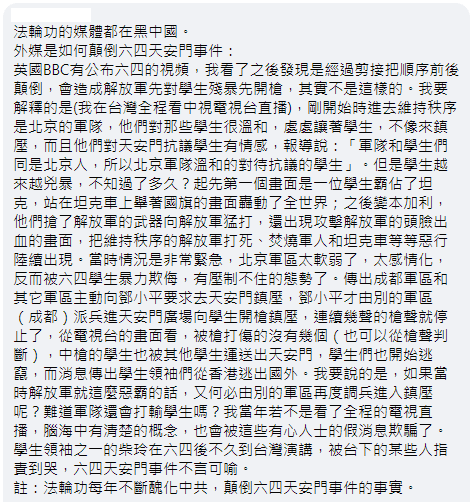 法輪功的媒體都在黑中國。
外媒是如何顛倒六四天安門事件：
英國BBC有公布六四的視頻，我看了之後發現是經過剪接把順序前後
顛倒，會造成解放軍先對學生殘暴先開槍，其實不是這樣的。我要
解釋的是(我在台灣全程看中視電視台直播)，剛開始時進去維持秩序
是北京的軍隊，他們對那些學生很溫和，處處讓著學生，不像來鎮
壓，而且他們對天安門抗議學生有情感，報導說：「軍隊和學生們
同是北京人，所以北京軍隊溫和的對待抗議的學生」。但是學生越
來越兇暴，不知過了多久？起先第一個畫面是一位學生霸佔了坦
克，站在坦克車上舉著國旗的畫面轟動了全世界；之後變本加利，
他們搶了解放軍的武器向解放軍猛打，還出現攻擊解放軍的頭臉出
血的畫面，把維持秩序的解放軍打死、焚燒軍人和坦克車等等惡行
陸續出現。當時情況是非常緊急，北京軍區太軟弱了，太感情化，
反而被六四學生暴力欺侮，有壓制不住的態勢了。傳出成都軍區和
其它軍區主動向鄧小平要求去天安門鎮壓，鄧小平才由別的軍區
（成都）派兵進天安門廣場向學生開槍鎮壓，連續幾聲的槍聲就停
止了，從電視台的畫面看，被槍打傷的沒有幾個（也可以從槍聲判
斷），中槍的學生也被其他學生運送出天安門，學生們也開始逃
竄，而消息傳出學生領袖們從香港逃出國外。我要說的是，如果當
時解放軍就這麼惡霸的話，又何必由別的軍區再度調兵進入鎮壓
呢？難道軍隊還會打輸學生嗎？我當年若不是看了全程的電視直
播，腦海中有清楚的概念，也會被這些有心人士的假消息欺騙了。
學生領袖之一的柴玲在六四後不久到台灣演講，被台下的某些人指
責到哭，六四天安門事件不言可喻。
註：法輪功每年不斷醜化中共，顛倒六四天安門事件的事實。